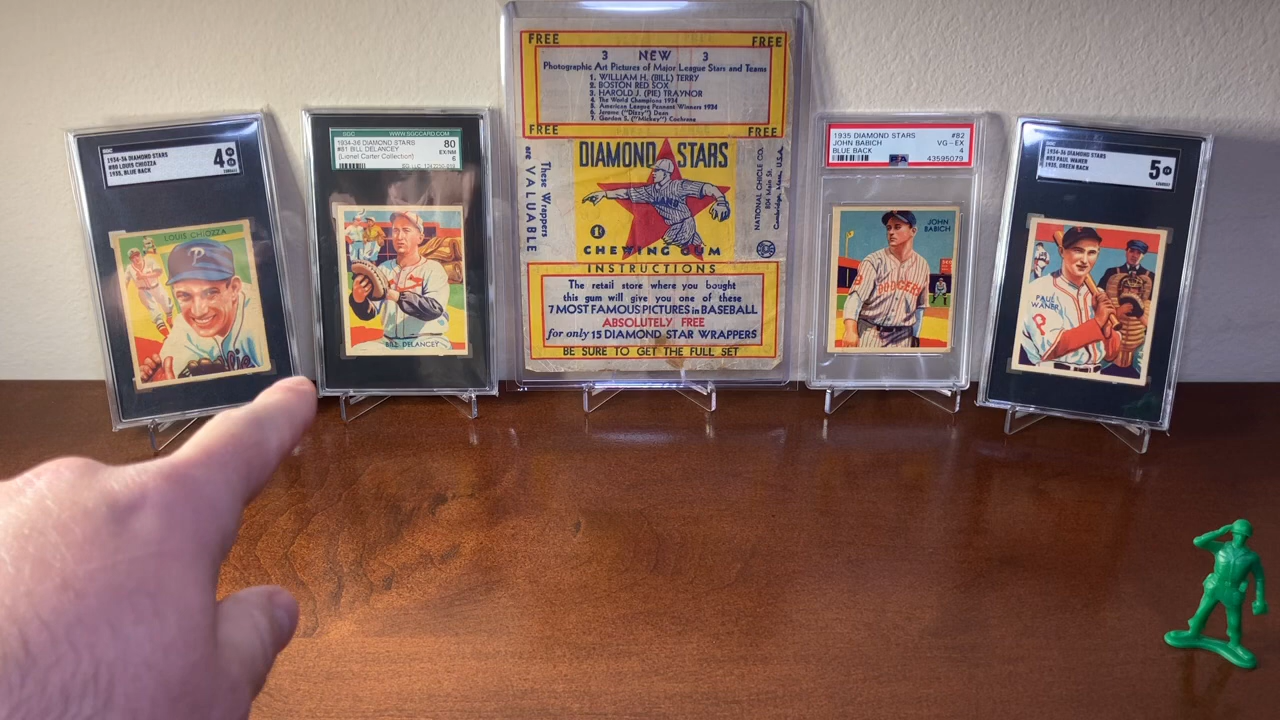 SGC
1934-36 DIAMOND STARS
#80 LOUIS CHIOZZA
1935, BLUE BACK
4
LOUIS CHIOZZA
P
SGC WWW.SGCCARD.COM
1934-36 DIAMOND STARS
#81 BILL DELANCEY
(Lionel Carter Collection)
80
EX/NM
6
BILL DELANCEY
FREE FREE
3 NEW 3
Photographic Art Pictures of Major League Stars and Teams
1. WILLIAM H. (BILL) TERRY
2. BOSTON RED SOX
3. HAROLD J. (PIE) TRAYNOR
4. The World Champions 1934
5. American League Pennant Winners 1934
6. Jerome ("Dizzy") Dean
7. Gordon S. ("Mickey") Cochrane
FREE FREE
These Wrappers
are VALUABLE
DIAMOND STARS
1¢
CHEWING GUM
NATIONAL CHICLE CO.
Cambridge, Mass., U.S.A.
INSTRUCTIONS
The retail store where you bought
this gum will give you one of these
7 MOST FAMOUS PICTURES in BASEBALL
ABSOLUTELY FREE
for only 15 DIAMOND STAR WRAPPERS
BE SURE TO GET THE FULL SET
1935 DIAMOND STARS #82
JOHN BABICH VG-EX
BLUE BACK 4
PSA 43595079
JOHN
BABICH
DODGERS
1934-36 DIAMOND STARS
#83 PAUL WANER
1935, GREEN BACK
5
PAUL
WANER
P